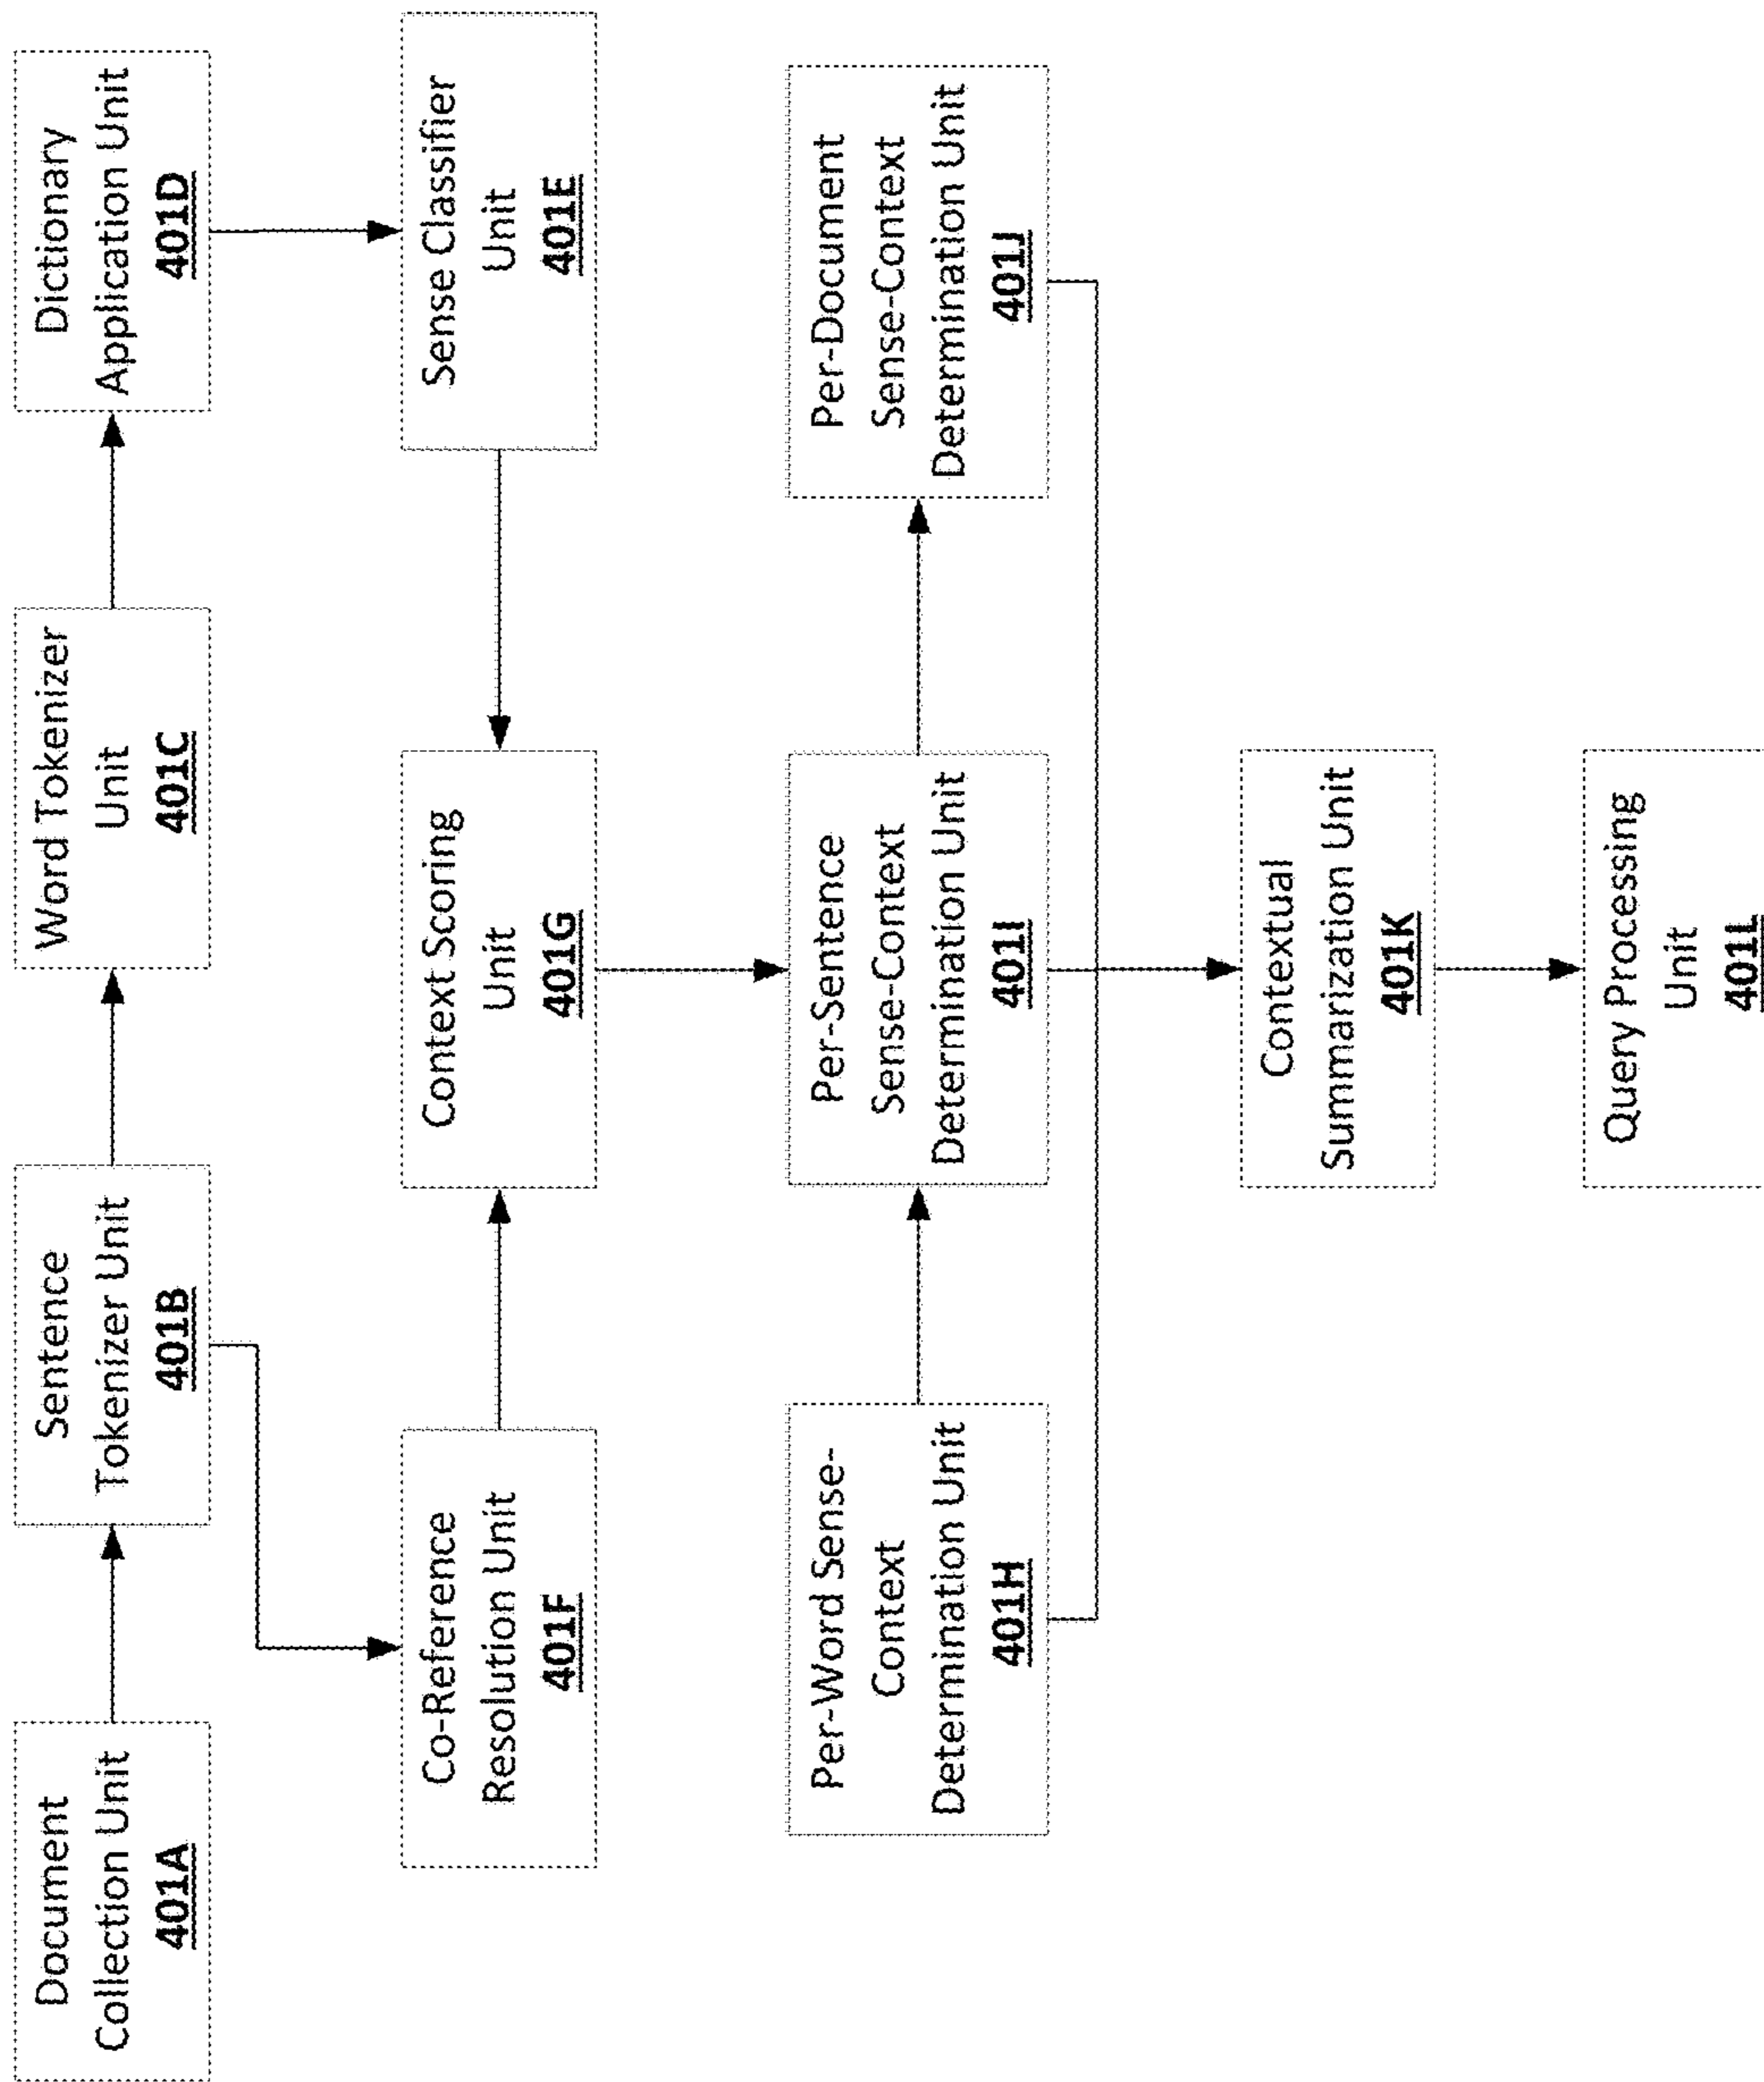 Document
Collection Unit
401A
Sentence
Tokenizer Unit
401B
Word Tokenizer
Unit
401C
Dictionary
Application Unit
401D
Co-Reference
Resolution Unit
401F
Context Scoring
Unit
401G
Sense Classifier
Unit
401E
Per-Word Sense-
Context
Determination Unit
401H
Per-Sentence
Sense-Context
Determination Unit
401I
Per-Document
Sense-Context
Determination Unit
401J
Contextual
Summarization Unit
401K
Query Processing
Unit
401L